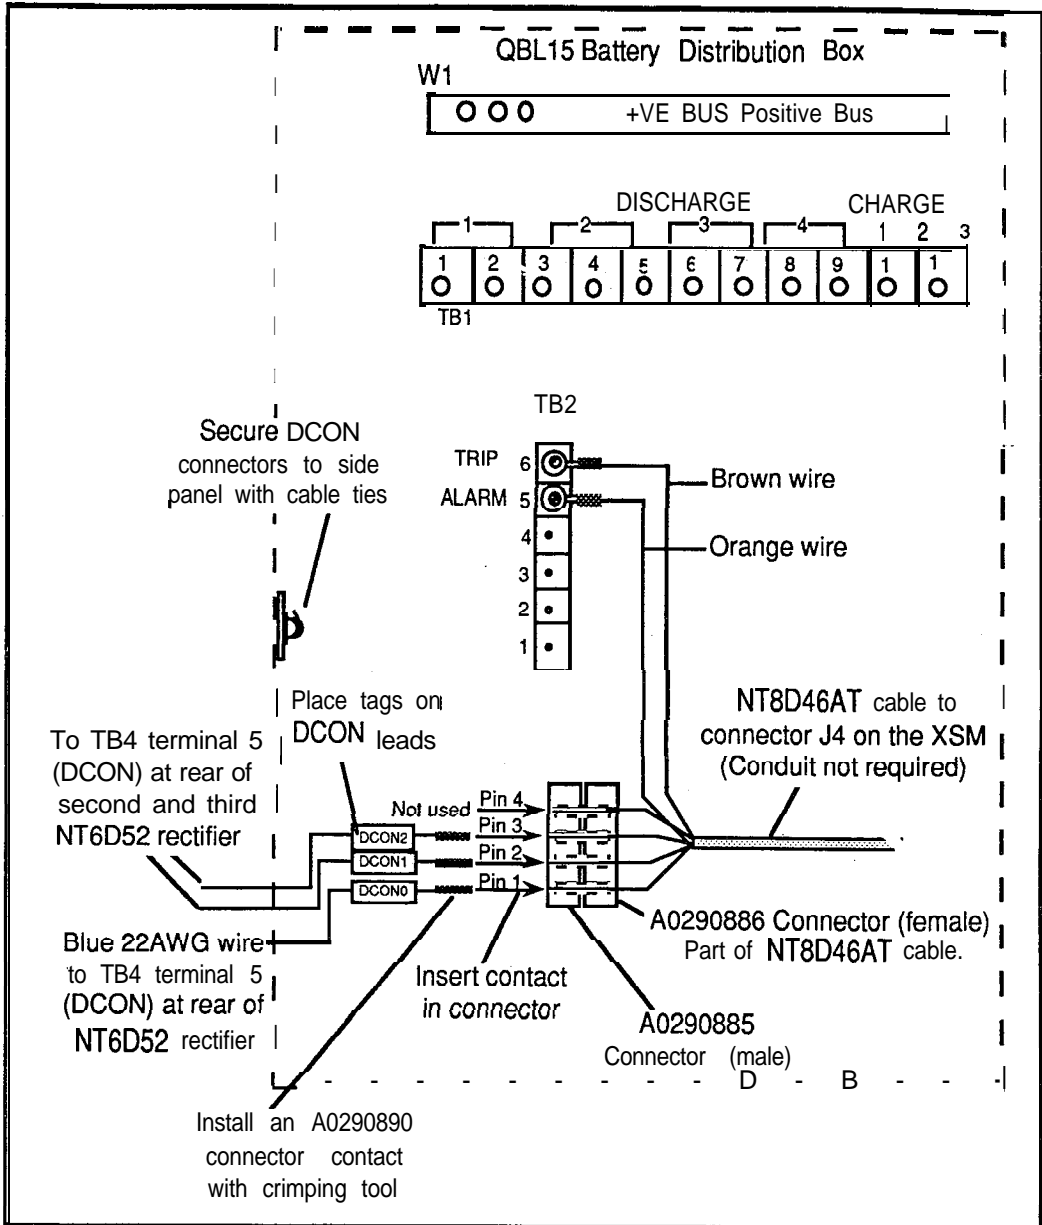 QBL15 Battery Distribution Box
W1
+VE BUS Positive Bus
DISCHARGE CHARGE
1 2 3 4 1 2 3
1 2 3 4 5 6 7 8 9 1 1
TB1
TB2
Secure DCON
connectors to side
panel with cable ties
TRIP 6
ALARM 5
4
3
2
1
Brown wire
Orange wire
Place tags on
DCON leads
NT8D46AT cable to
connector J4 on the XSM
(Conduit not required)
To TB4 terminal 5
(DCON) at rear of
second and third
NT6D52 rectifier
Not used Pin 4
DCON2 Pin 3
DCON1 Pin 2
DCON0 Pin 1
Blue 22AWG wire
to TB4 terminal 5
(DCON) at rear of
NT6D52 rectifier
Insert contact
in connector
A0290886 Connector (female)
Part of NT8D46AT cable.
A0290885
Connector (male)
D - B
Install an A0290890
connector contact
with crimping tool